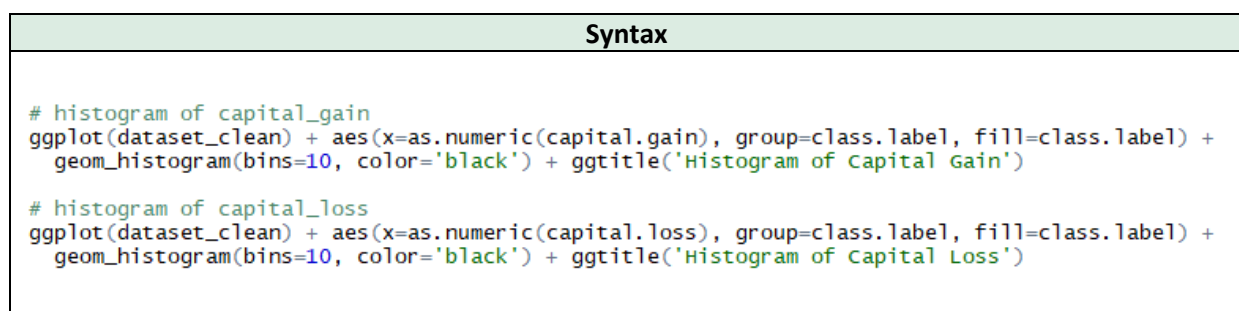 Syntax
# histogram of capital_gain
ggplot(dataset_clean) + aes(x=as.numeric(capital.gain), group=class.label, fill=class.label) +
  geom_histogram(bins=10, color='black') + ggtitle('Histogram of Capital Gain')
# histogram of capital_loss
ggplot(dataset_clean) + aes(x=as.numeric(capital.loss), group=class.label, fill=class.label) +
  geom_histogram(bins=10, color='black') + ggtitle('Histogram of Capital Loss')